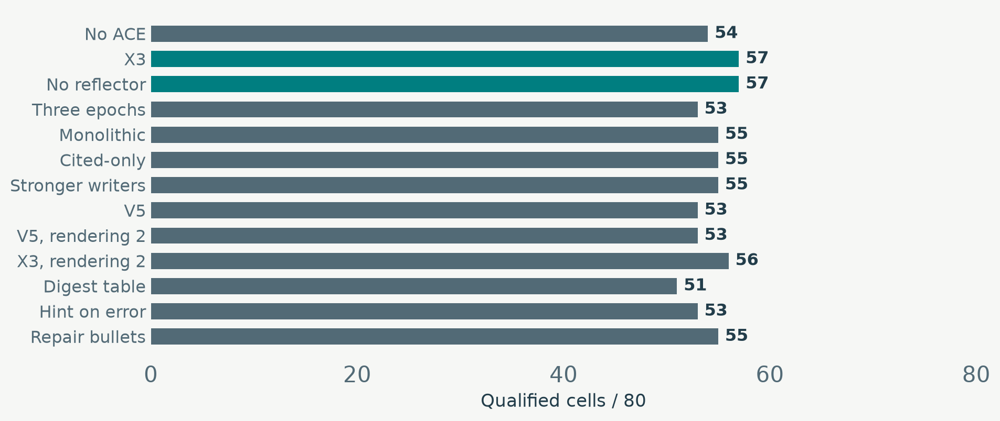 No ACE 54
X3 57
No reflector 57
Three epochs 53
Monolithic 55
Cited-only 55
Stronger writers 55
V5 53
V5, rendering 2 53
X3, rendering 2 56
Digest table 51
Hint on error 53
Repair bullets 55
0 20 40 60 80
Qualified cells / 80